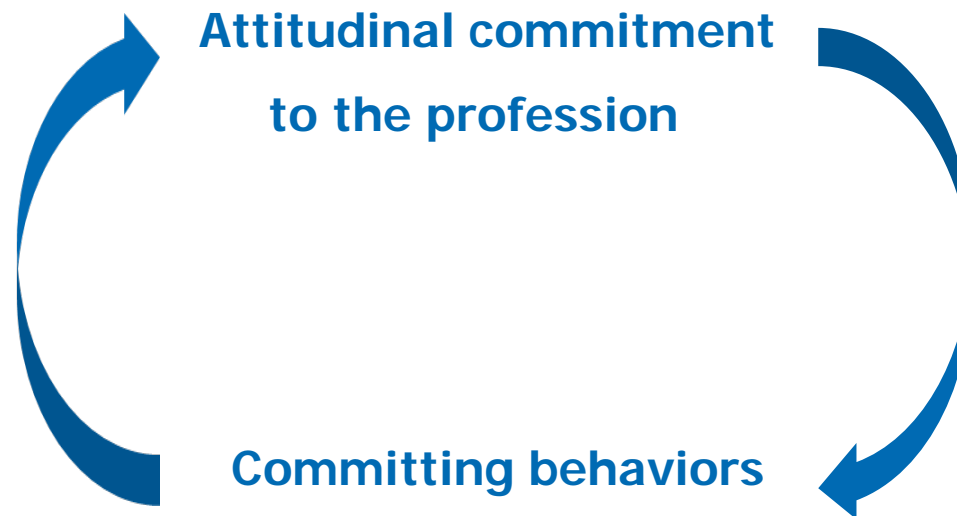 Attitudinal commitment
to the profession
Committing behaviors